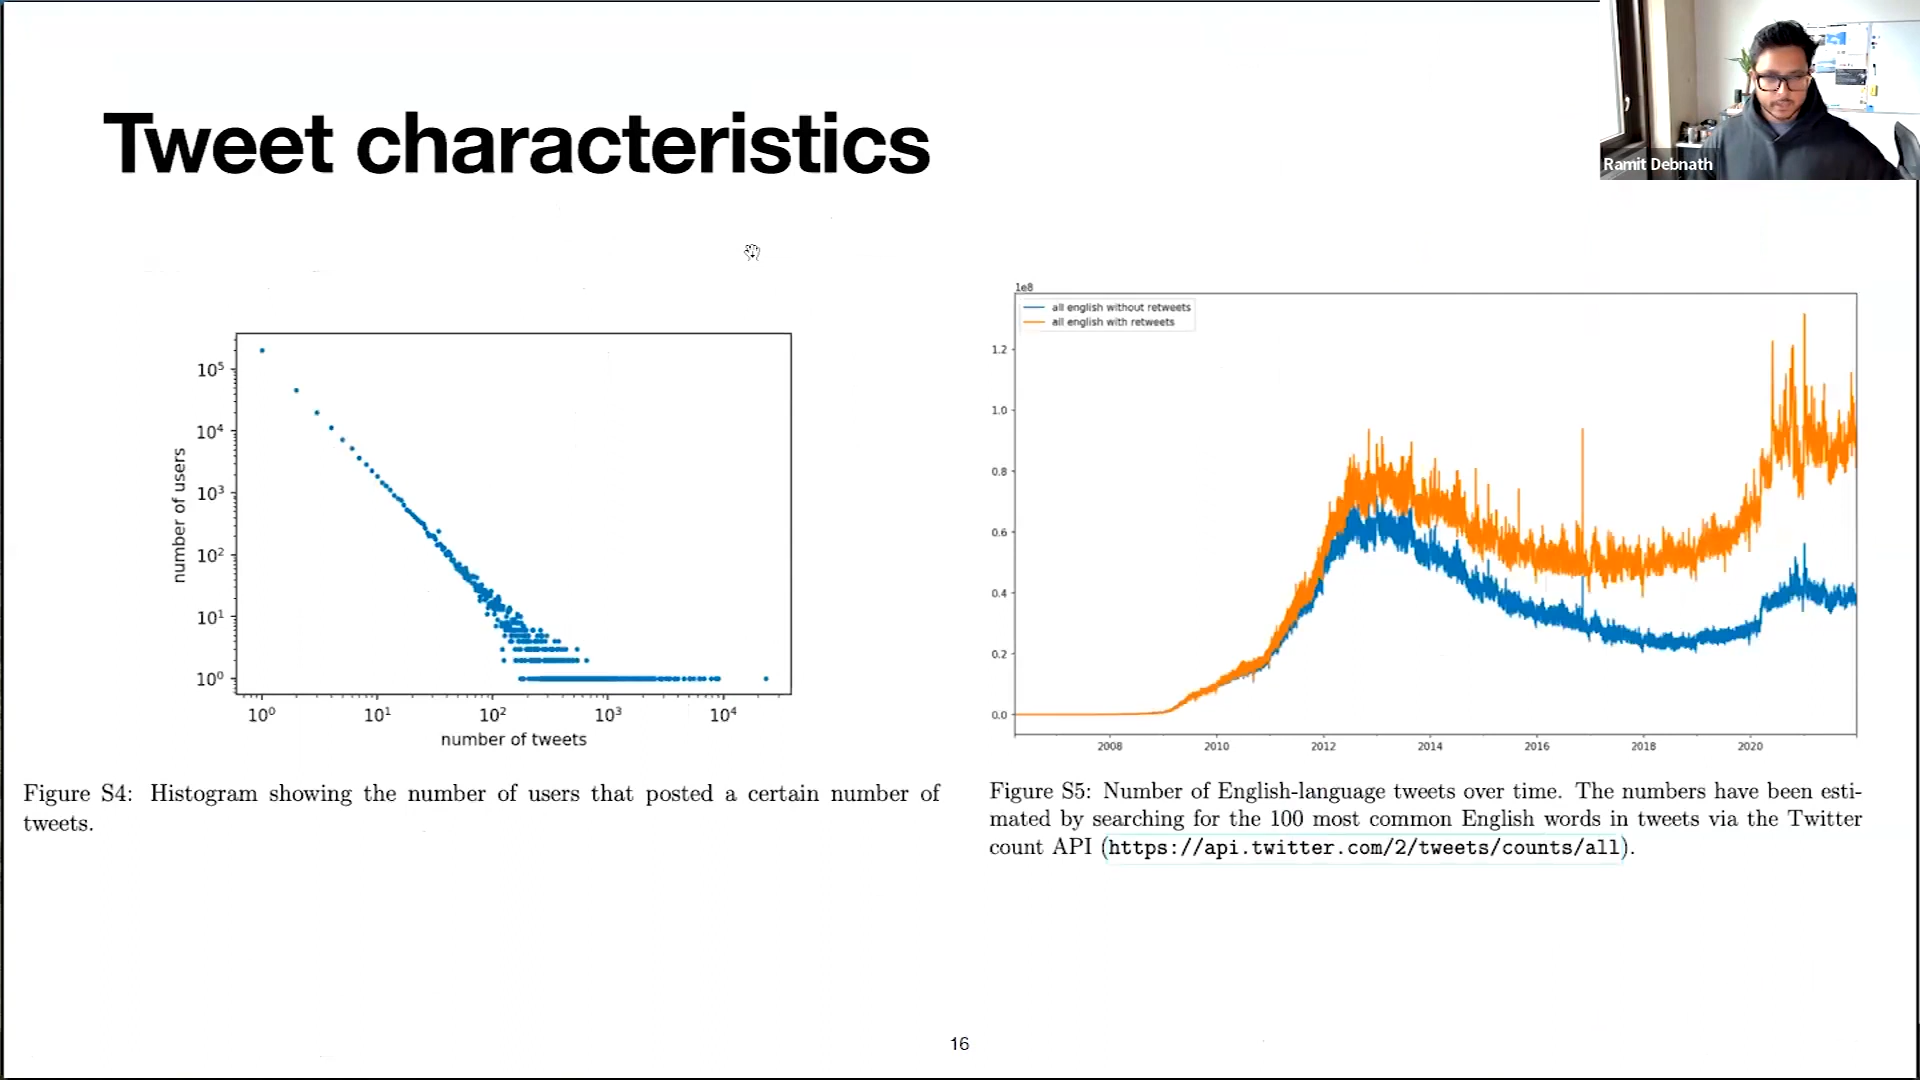 Tweet characteristics
Ramit Debnath
10⁵
10⁴
10³
10²
10¹
10⁰
number of users
10⁰ 10¹ 10² 10³ 10⁴
number of tweets
Figure S4: Histogram showing the number of users that posted a certain number of
tweets.
1e8
all english without retweets
all english with retweets
1.2
1.0
0.8
0.6
0.4
0.2
0.0
2008 2010 2012 2014 2016 2018 2020
Figure S5: Number of English-language tweets over time. The numbers have been esti-
mated by searching for the 100 most common English words in tweets via the Twitter
count API (https://api.twitter.com/2/tweets/counts/all).
16